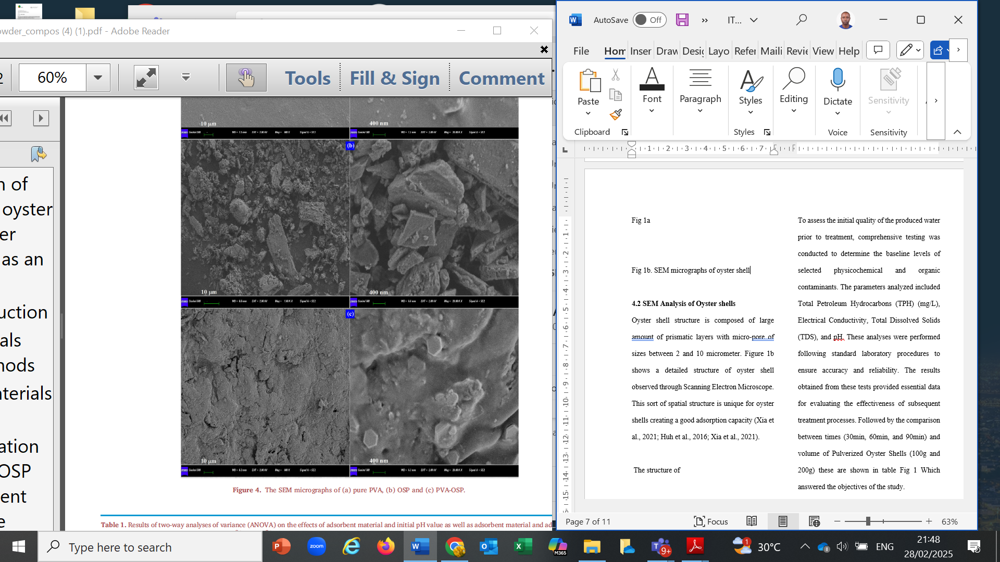 owder_compos (4) (1).pdf - Adobe Reader
60%
Tools
Fill & Sign
Comment
n of
oyster
er
as an
uction
als
nods
terials
ation
OSP
ent
e
10 μm
400 nm
(b)
10 μm
400 nm
(c)
10 μm
400 nm
Figure 4. The SEM micrographs of (a) pure PVA, (b) OSP and (c) PVA-OSP.
Table 1. Results of two-way analyses of variance (ANOVA) on the effects of adsorbent material and initial pH value as well as adsorbent material and ad
AutoSave Off
IT...
File Hom Inser Draw Desig Layo Refer Maili Revie View Help
Paste
Font
Paragraph
Styles
Editing
Dictate
Sensitivity
Clipboard
Styles
Voice
Sensitivity
1 2 3 4 5 6 7
Fig 1a
Fig 1b. SEM micrographs of oyster shell
4.2 SEM Analysis of Oyster shells
Oyster shell structure is composed of large
amount of prismatic layers with micro-pore of
sizes between 2 and 10 micrometer. Figure 1b
shows a detailed structure of oyster shell
observed through Scanning Electron Microscope.
This sort of spatial structure is unique for oyster
shells creating a good adsorption capacity (Xia et
al., 2021; Huh et al., 2016; Xia et al., 2021).
The structure of
To assess the initial quality of the produced water
prior to treatment, comprehensive testing was
conducted to determine the baseline levels of
selected physicochemical and organic
contaminants. The parameters analyzed included
Total Petroleum Hydrocarbons (TPH) (mg/L),
Electrical Conductivity, Total Dissolved Solids
(TDS), and pH. These analyses were performed
following standard laboratory procedures to
ensure accuracy and reliability. The results
obtained from these tests provided essential data
for evaluating the effectiveness of subsequent
treatment processes. Followed by the comparison
between times (30min, 60min, and 90min) and
volume of Pulverized Oyster Shells (100g and
200g) these are shown in table Fig 1 Which
answered the objectives of the study.
Page 7 of 11
Focus
63%
Type here to search
zoom
M365
9+
1
30°C
ENG
21:48
28/02/2025